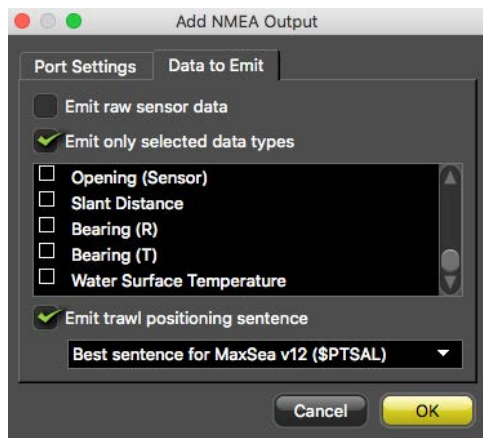 Add NMEA Output
Port Settings Data to Emit
Emit raw sensor data
Emit only selected data types
Opening (Sensor)
Slant Distance
Bearing (R)
Bearing (T)
Water Surface Temperature
Emit trawl positioning sentence
Best sentence for MaxSea v12 ($PTSAL)
Cancel OK